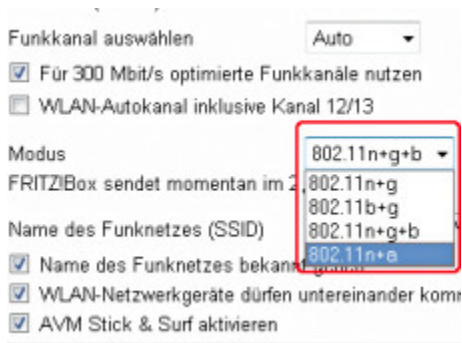 Funkkanal auswählen Auto
Für 300 Mbit/s optimierte Funkkanäle nutzen
WLAN-Autokanal inklusive Kanal 12/13
Modus 802.11n+g+b
FRITZ!Box sendet momentan im 2, 802.11n+g
802.11b+g
Name des Funknetzes (SSID) 802.11n+g+b
802.11n+a
Name des Funknetzes bekannt
WLAN-Netzwerkgeräte dürfen untereinander komm
AVM Stick & Surf aktivieren